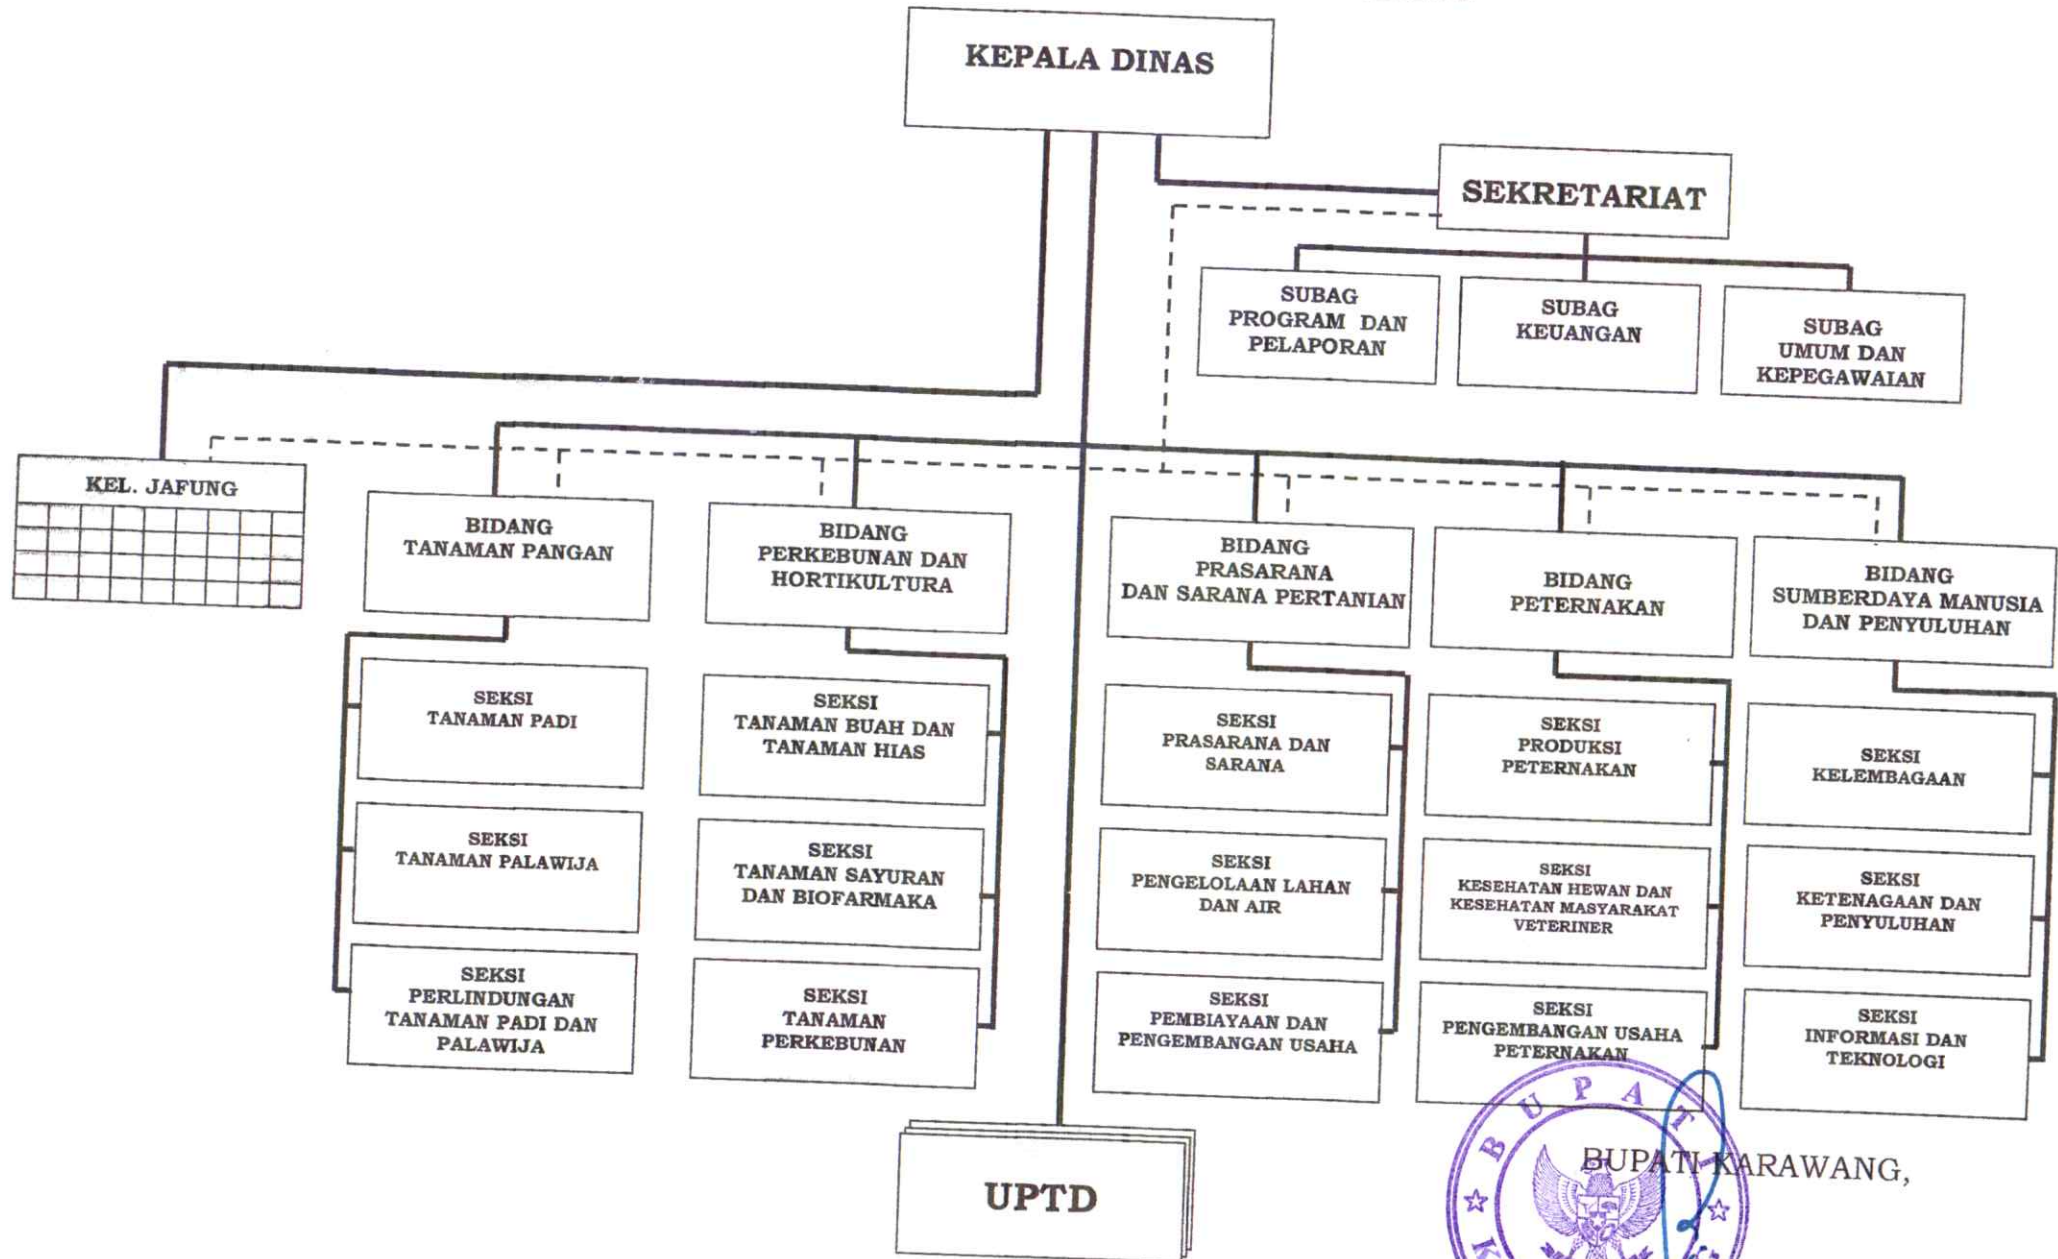 KEPALA DINAS
SEKRETARIAT
SUBAG
PROGRAM DAN
PELAPORAN
SUBAG
KEUANGAN
SUBAG
UMUM DAN
KEPEGAWAIAN
KEL. JAFUNG
BIDANG
TANAMAN PANGAN
BIDANG
PERKEBUNAN DAN
HORTIKULTURA
BIDANG
PRASARANA
DAN SARANA PERTANIAN
BIDANG
PETERNAKAN
BIDANG
SUMBERDAYA MANUSIA
DAN PENYULUHAN
SEKSI
TANAMAN PADI
SEKSI
TANAMAN BUAH DAN
TANAMAN HIAS
SEKSI
PRASARANA DAN
SARANA
SEKSI
PRODUKSI
PETERNAKAN
SEKSI
KELEMBAGAAN
SEKSI
TANAMAN PALAWIJA
SEKSI
TANAMAN SAYURAN
DAN BIOFARMAKA
SEKSI
PENGELOLAAN LAHAN
DAN AIR
SEKSI
KESEHATAN HEWAN DAN
KESEHATAN MASYARAKAT
VETERINER
SEKSI
KETENAGAAN DAN
PENYULUHAN
SEKSI
PERLINDUNGAN
TANAMAN PADI DAN
PALAWIJA
SEKSI
TANAMAN
PERKEBUNAN
SEKSI
PEMBIAYAAN DAN
PENGEMBANGAN USAHA
SEKSI
PENGEMBANGAN USAHA
PETERNAKAN
SEKSI
INFORMASI DAN
TEKNOLOGI
UPTD
BUPATI KARAWANG,
BUPATI